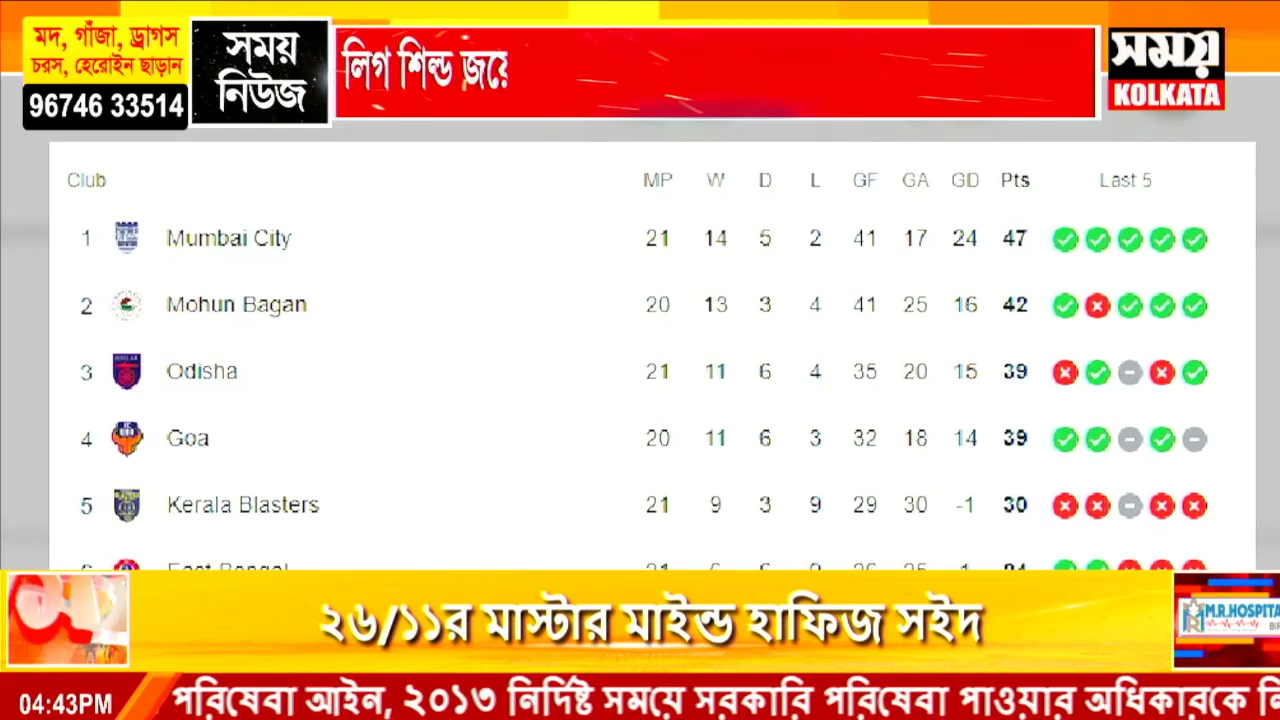 মদ, গাঁজা, ড্রাগস
চরস, হেরোইন ছাড়ান
96746 33514
সময়
নিউজ
লিগ শিল্ড জয়ে
সময়
KOLKATA
Club MP W D L GF GA GD Pts Last 5
1 Mumbai City 21 14 5 2 41 17 24 47
2 Mohun Bagan 20 13 3 4 41 25 16 42
3 Odisha 21 11 6 4 35 20 15 39
4 Goa 20 11 6 3 32 18 14 39
5 Kerala Blasters 21 9 3 9 29 30 -1 30
২৬/১১র মাস্টার মাইন্ড হাফিজ সইদ
M.R.HOSPITA
04:43PM
পরিষেবা আইন, ২০১৩ নির্দিষ্ট সময়ে সরকারি পরিষেবা পাওয়ার অধিকারকে